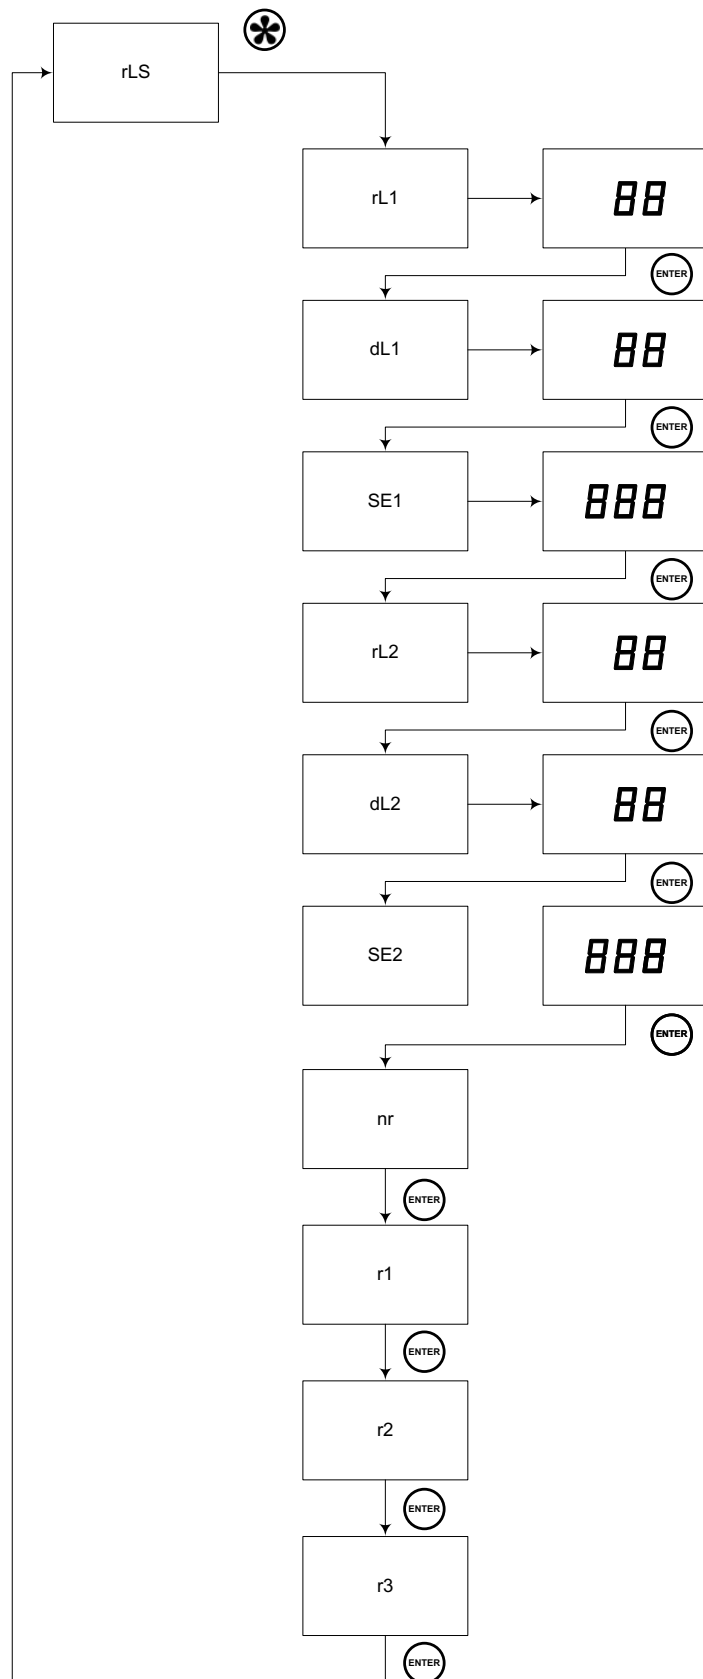 rLS
rL1
88
ENTER
dL1
88
ENTER
SE1
888
ENTER
rL2
88
ENTER
dL2
88
ENTER
SE2
888
ENTER
nr
ENTER
r1
ENTER
r2
ENTER
r3
ENTER